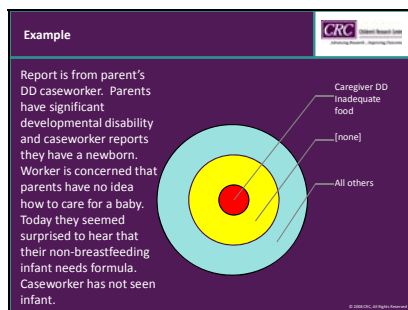 Example
CRC Children's Research Center
Report is from parent's
DD caseworker. Parents
have significant
developmental disability
and caseworker reports
they have a newborn.
Worker is concerned that
parents have no idea
how to care for a baby.
Today they seemed
surprised to hear that
their non-breastfeeding
infant needs formula.
Caseworker has not seen
infant.
Caregiver DD
Inadequate
food
[none]
All others
© 2008 CRC, All Rights Reserved